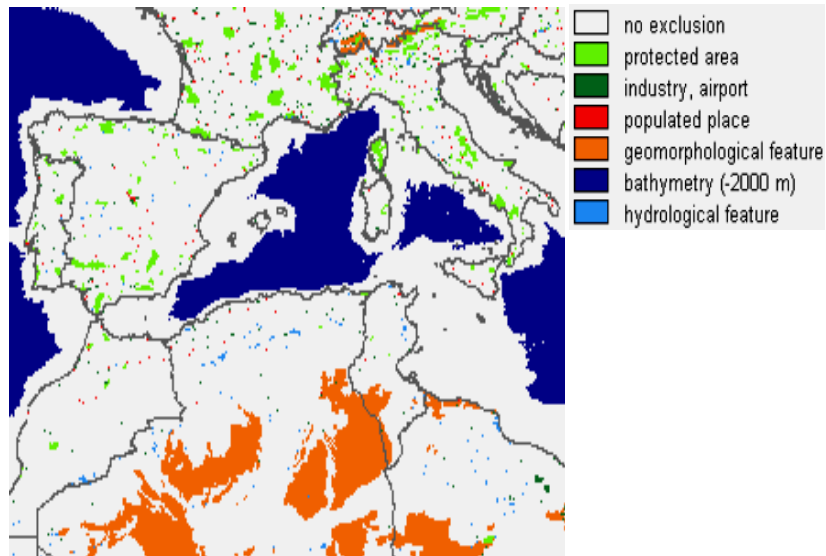 no exclusion
protected area
industry, airport
populated place
geomorphological feature
bathymetry (-2000 m)
hydrological feature